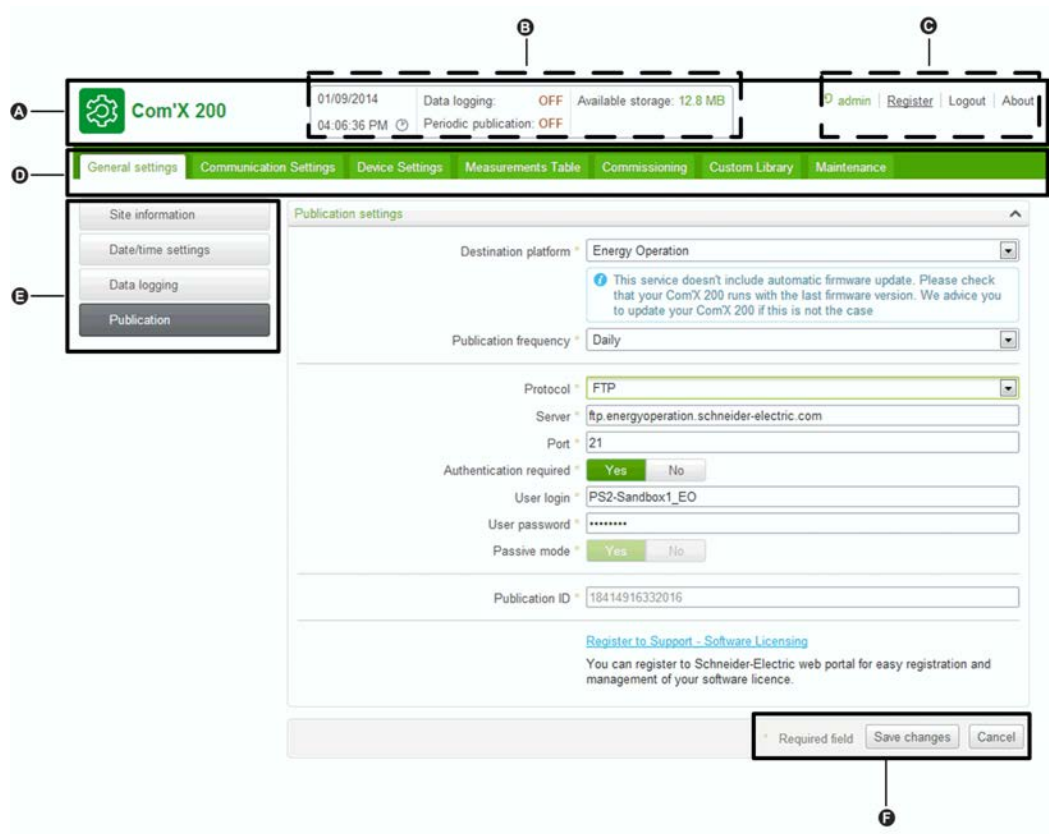 B
C
A
Com'X 200
01/09/2014
04:06:36 PM
Data logging: OFF
Periodic publication: OFF
Available storage: 12.8 MB
admin | Register | Logout | About
D
General settings Communication Settings Device Settings Measurements Table Commissioning Custom Library Maintenance
E
Site information
Date/time settings
Data logging
Publication
Publication settings
Destination platform * Energy Operation
This service doesn't include automatic firmware update. Please check
that your Com'X 200 runs with the last firmware version. We advice you
to update your Com'X 200 if this is not the case
Publication frequency * Daily
Protocol * FTP
Server * ftp.energyoperation.schneider-electric.com
Port * 21
Authentication required * Yes No
User login * PS2-Sandbox1_EO
User password * ••••••••
Passive mode * Yes No
Publication ID * 18414916332016
Register to Support - Software Licensing
You can register to Schneider-Electric web portal for easy registration and
management of your software licence.
* Required field Save changes Cancel
F